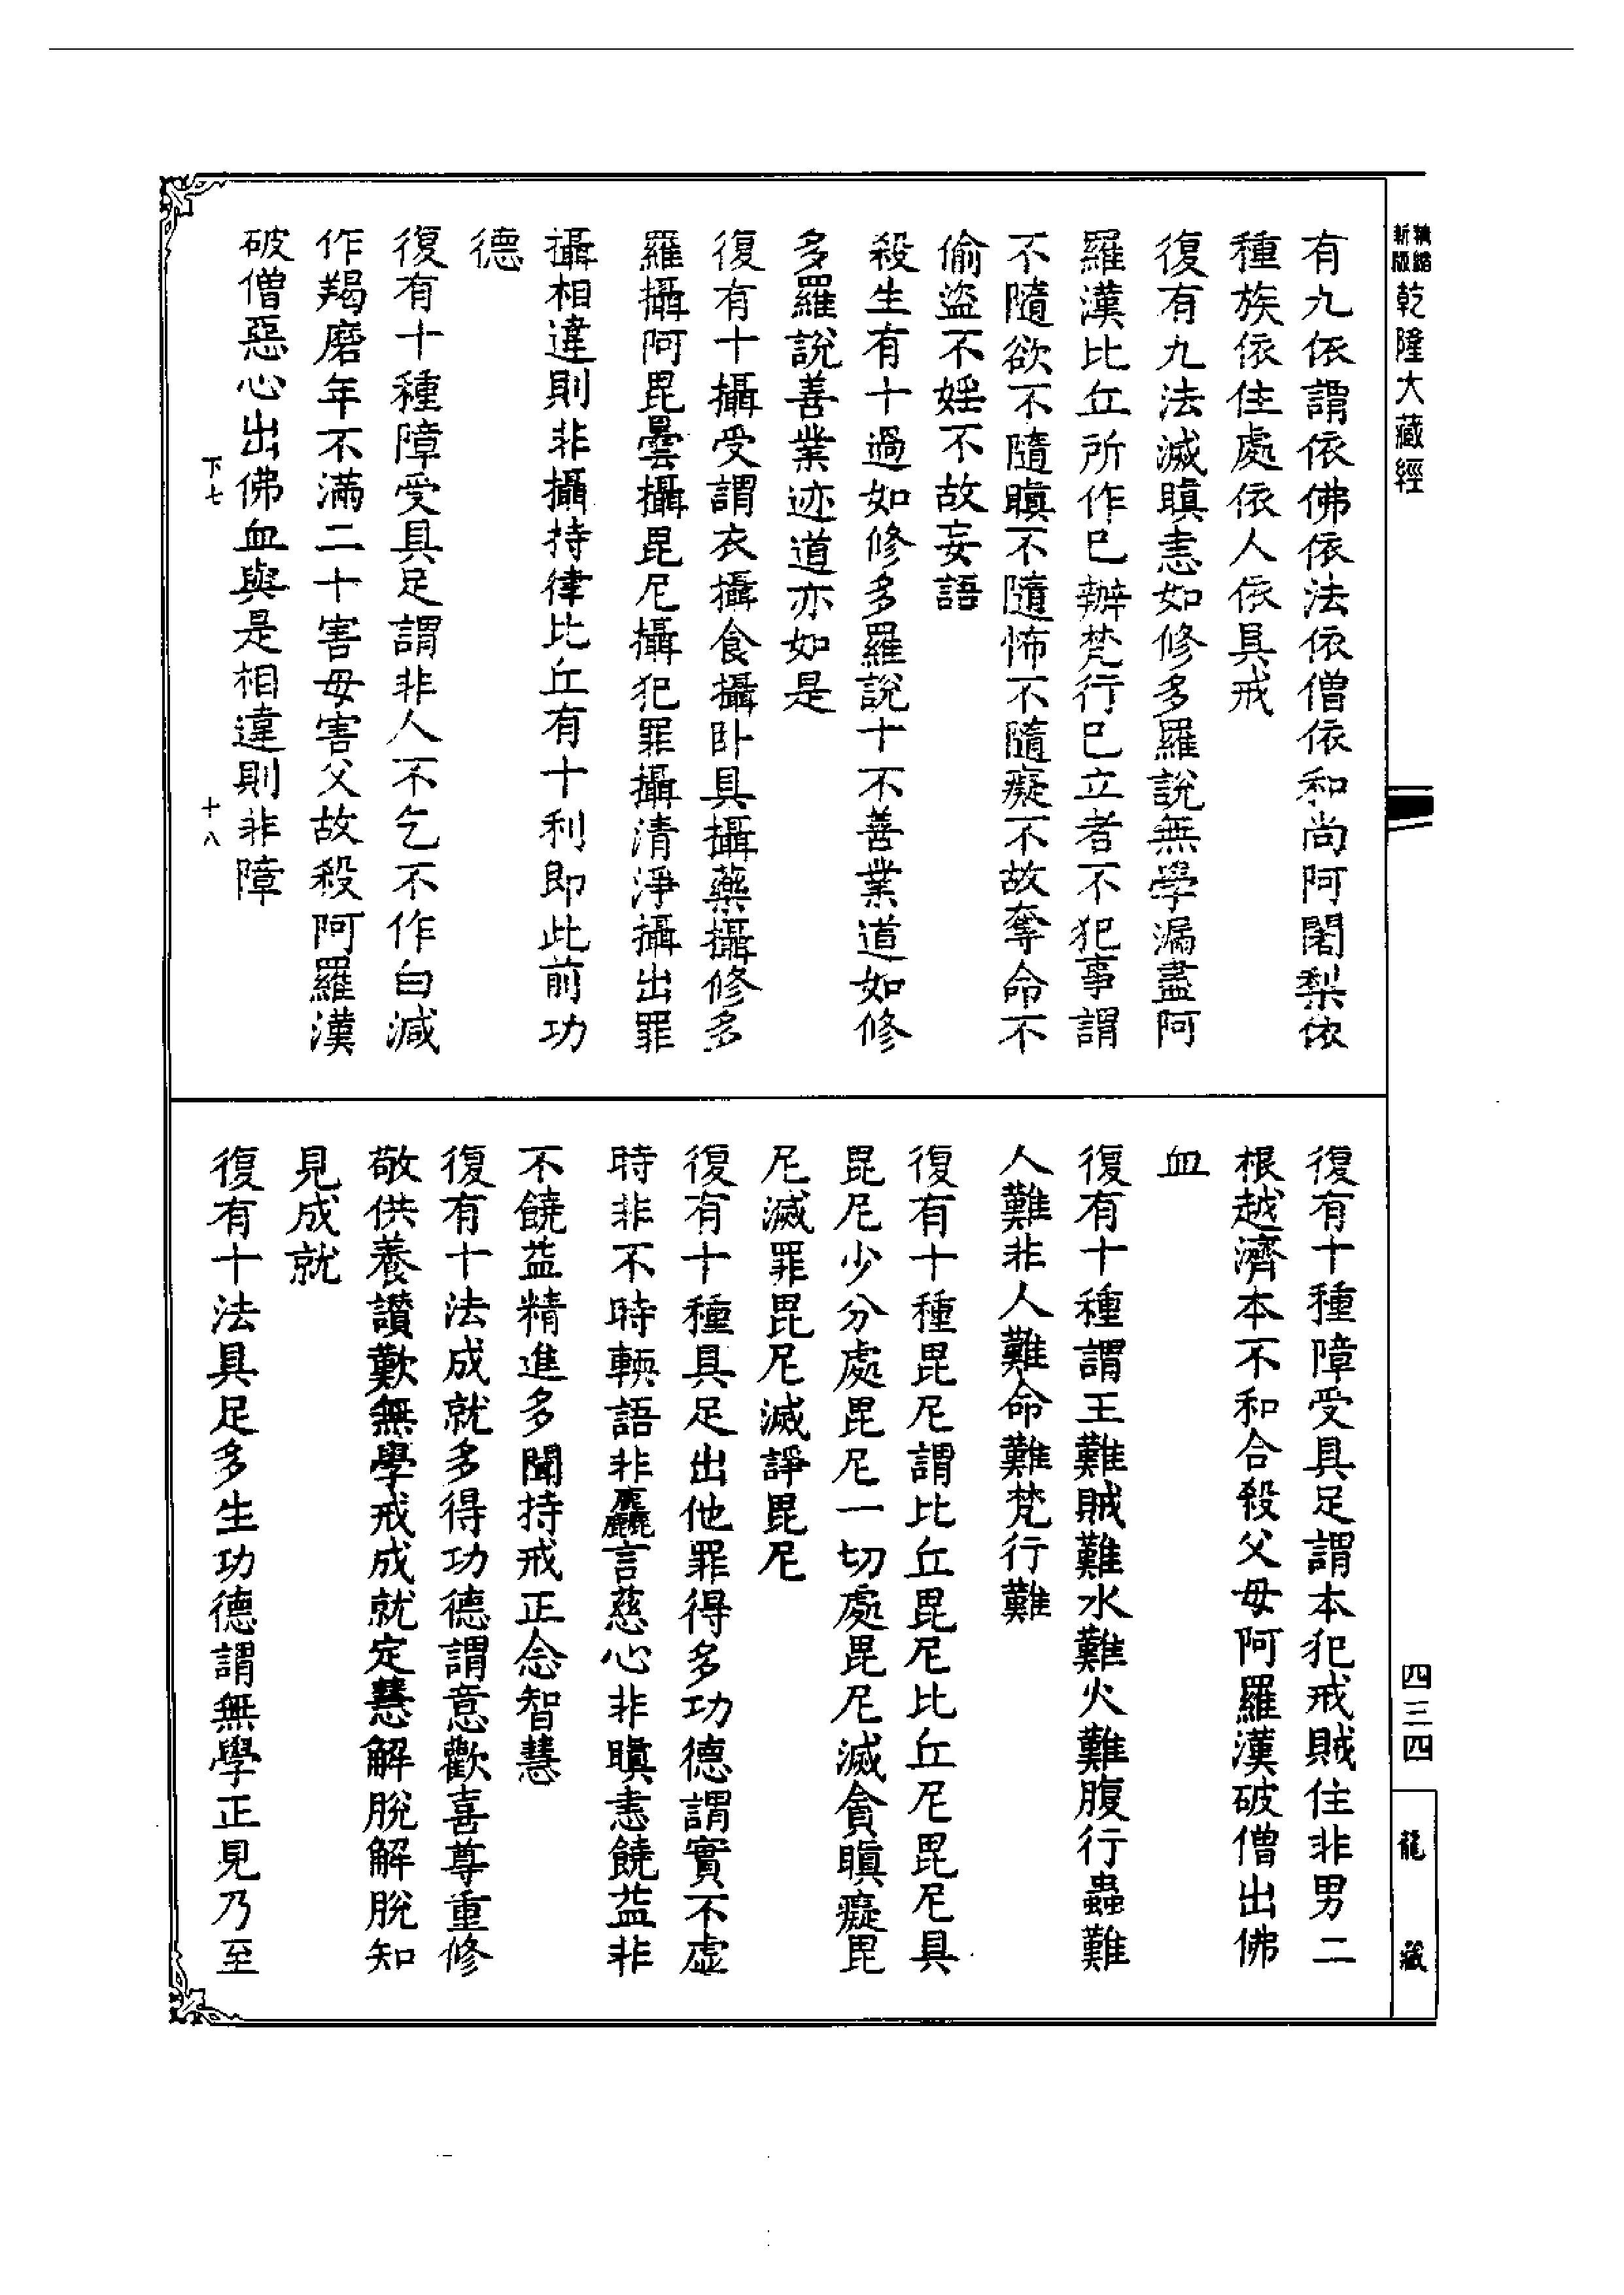 精縮
新版
乾隆大藏經
有九依謂依佛依法依僧依和尚阿闍梨依
種族依住處依人依具戒
復有九法滅瞋恚如修多羅說無學漏盡阿
羅漢比丘所作已辦梵行已立者不犯事謂
不隨欲不隨瞋不隨怖不隨癡不故奪命不
偷盜不婬不故妄語
殺生有十過如修多羅說十不善業道如修
多羅說善業迹道亦如是
復有十攝受謂衣攝食攝臥具攝藥攝修多
羅攝阿毘曇攝毘尼攝犯罪攝清淨攝出罪
攝相違則非攝持律比丘有十利即此前功
德
復有十種障受具足謂非人不乞不作白減
作羯磨年不滿二十害母害父故殺阿羅漢
破僧惡心出佛血與是相違則非障
下七
十八
復有十種障受具足謂本犯戒賊住非男二
根越濟本不和合殺父母阿羅漢破僧出佛
血
復有十種謂王難賊難水難火難腹行蟲難
人難非人難命難梵行難
復有十種毘尼謂比丘毘尼比丘尼毘尼具
毘尼少分處毘尼一切處毘尼滅貪瞋癡毘
尼滅罪毘尼滅諍毘尼
復有十種具足出他罪得多功德謂實不虛
時非不時輭語非麤言慈心非瞋恚饒益非
不饒益精進多聞持戒正念智慧
復有十法成就多得功德謂意歡喜尊重修
敬供養讚歎無學戒成就定慧解脫解脫知
見成就
復有十法具足多生功德謂無學正見乃至
四三四
龍藏